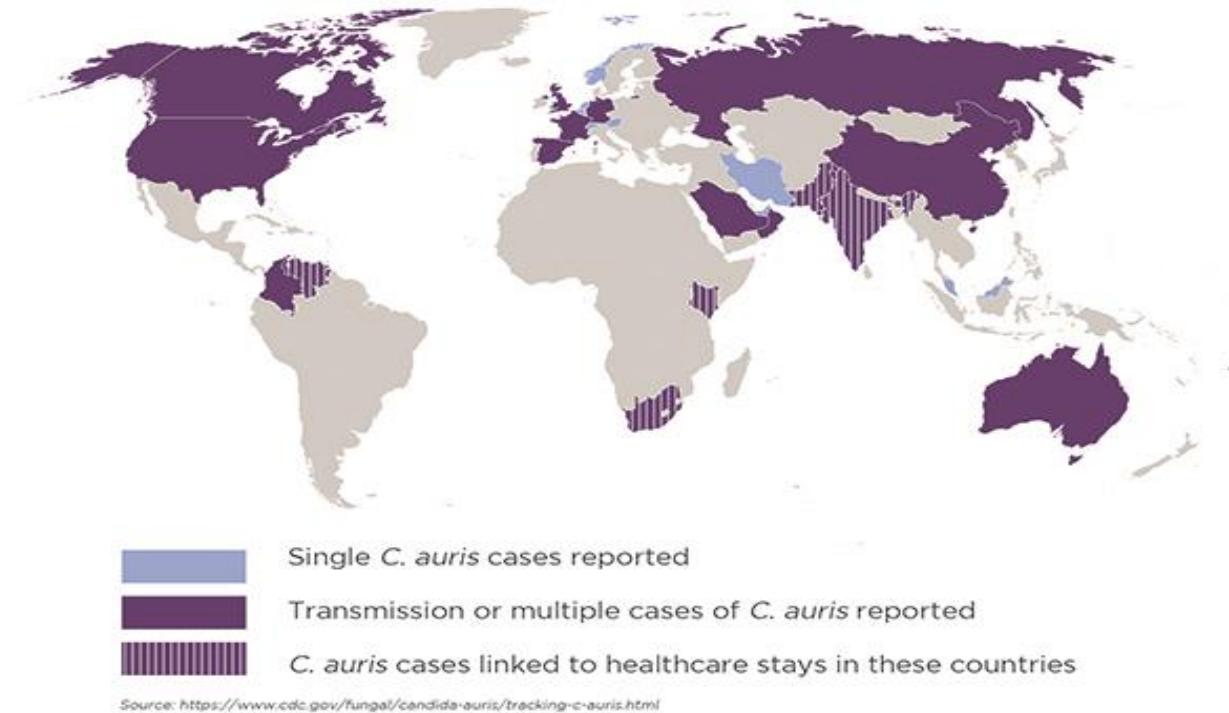 Single C. auris cases reported
Transmission or multiple cases of C. auris reported
C. auris cases linked to healthcare stays in these countries
Source: https://www.cdc.gov/fungal/candida-auris/tracking-c-auris.html